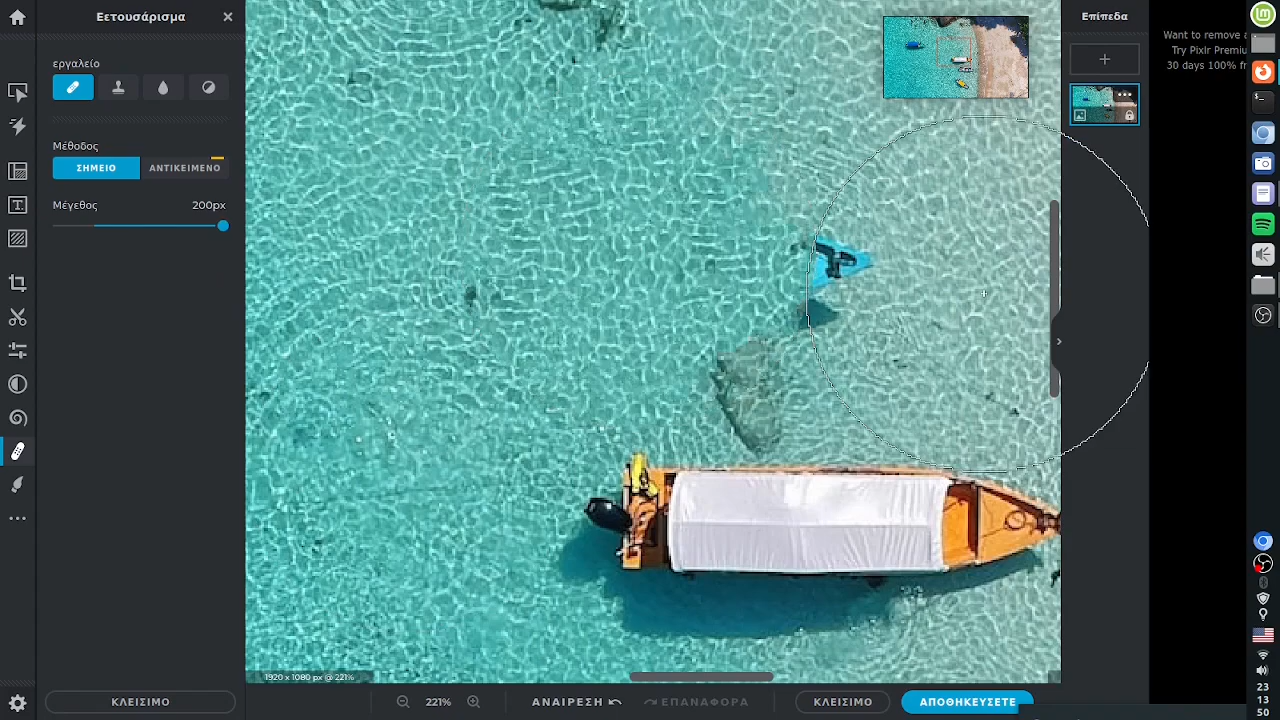 Εετουσάρισμα
εργαλείο
Μέθοδος
ΣΗΜΕΙΟ
ΑΝΤΙΚΕΙΜΕΝΟ
Μέγεθος
200px
ΚΛΕΙΣΙΜΟ
1920 x 1080 px @ 221%
221%
ΑΝΑΙΡΕΣΗ
ΕΠΑΝΑΦΟΡΑ
ΚΛΕΙΣΙΜΟ
ΑΠΟΘΗΚΕΥΣΕΤΕ
Επίπεδα
Want to remove a
Try Pixlr Premiu
30 days 100% fr
23
13
50